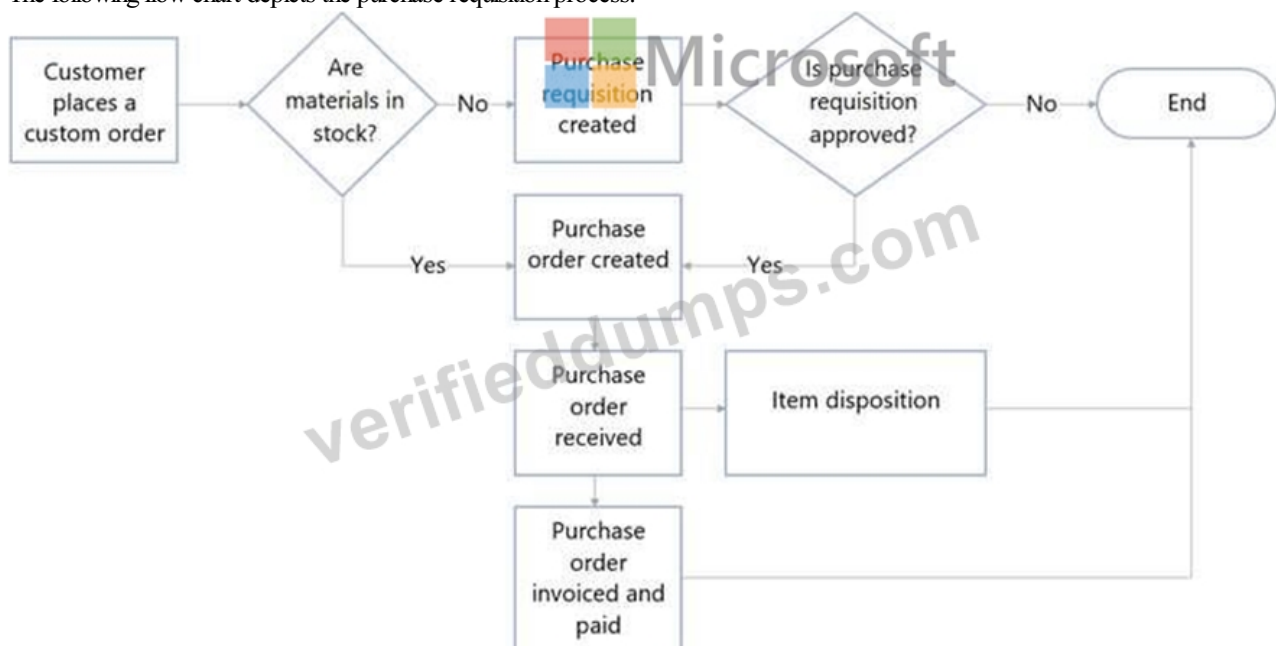 The following flow chart depicts the purchase requisition process.
Customer
places a
custom order
Are
materials in
stock?
No
Purchase
requisition
created
Microsoft
Is purchase
requisition
approved?
No
End
Yes
Purchase
order created
Yes
Purchase
order
received
Item disposition
Purchase
order
invoiced and
paid
verifieddumps.com